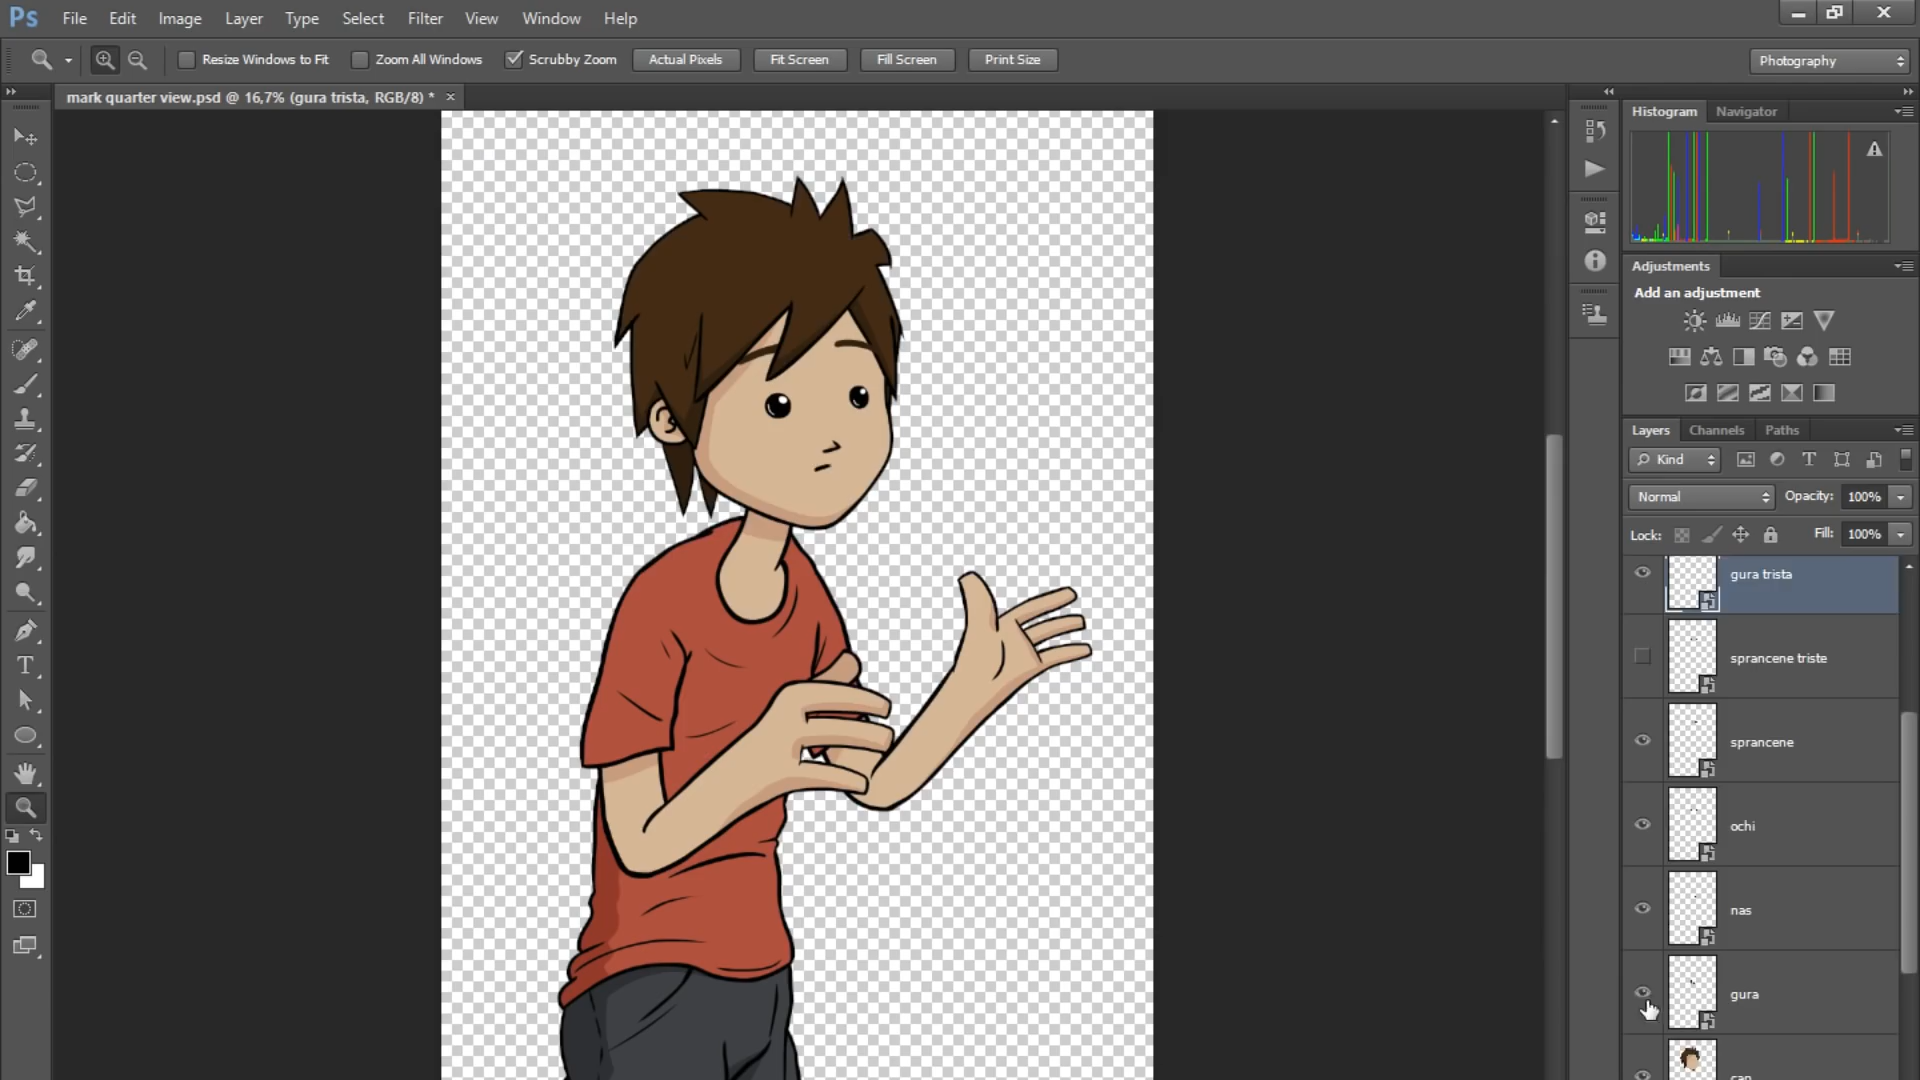 Ps File Edit Image Layer Type Select Filter View Window Help
Resize Windows to Fit Zoom All Windows Scrubby Zoom Actual Pixels Fit Screen Fill Screen Print Size Photography
mark quarter view.psd @ 16,7% (gura trista, RGB/8) * ×
Histogram Navigator
Adjustments
Add an adjustment
Layers Channels Paths
Kind
Normal Opacity: 100%
Lock: Fill: 100%
gura trista
sprancene triste
sprancene
ochi
nas
gura
cap